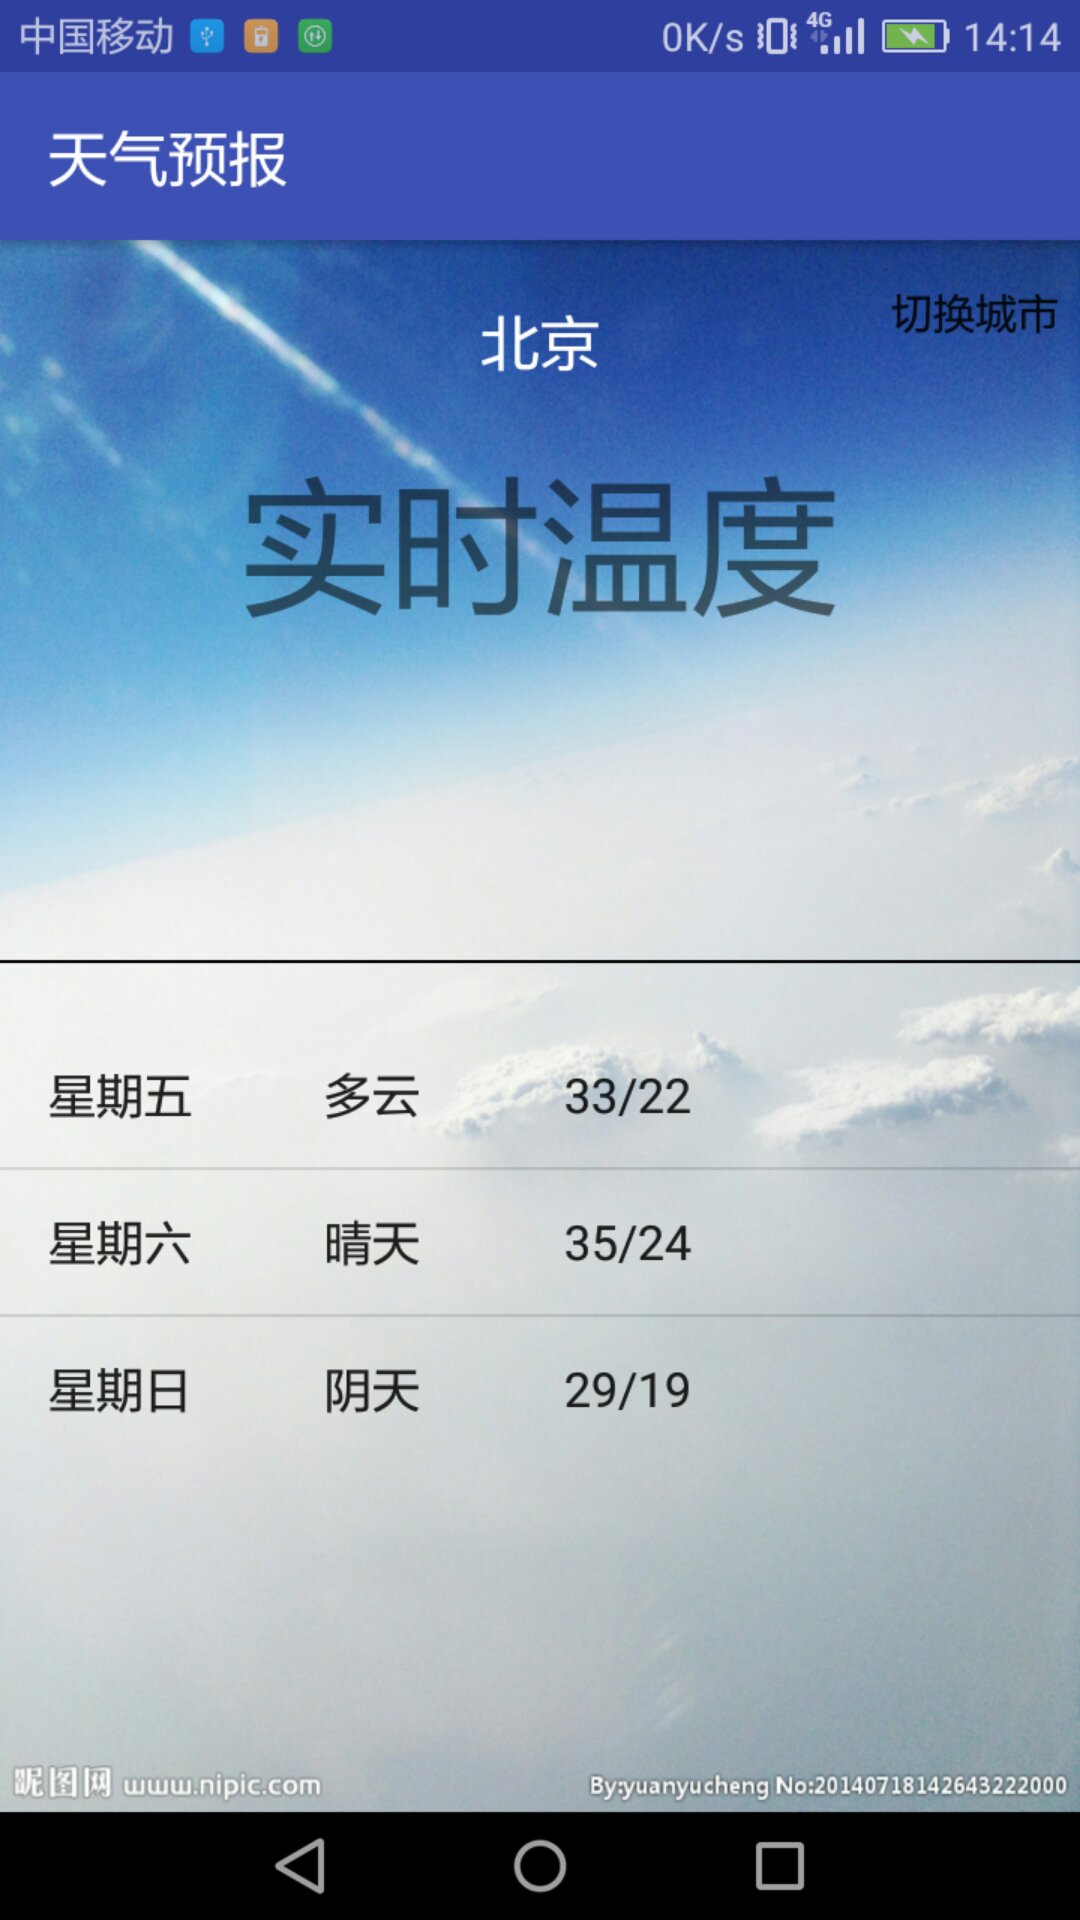 中国移动 0K/s 4G 14:14
天气预报
切换城市
北京
实时温度
星期五 多云 33/22
星期六 晴天 35/24
星期日 阴天 29/19
昵图网 www.nipic.com By:yuanyucheng No:20140718142643222000